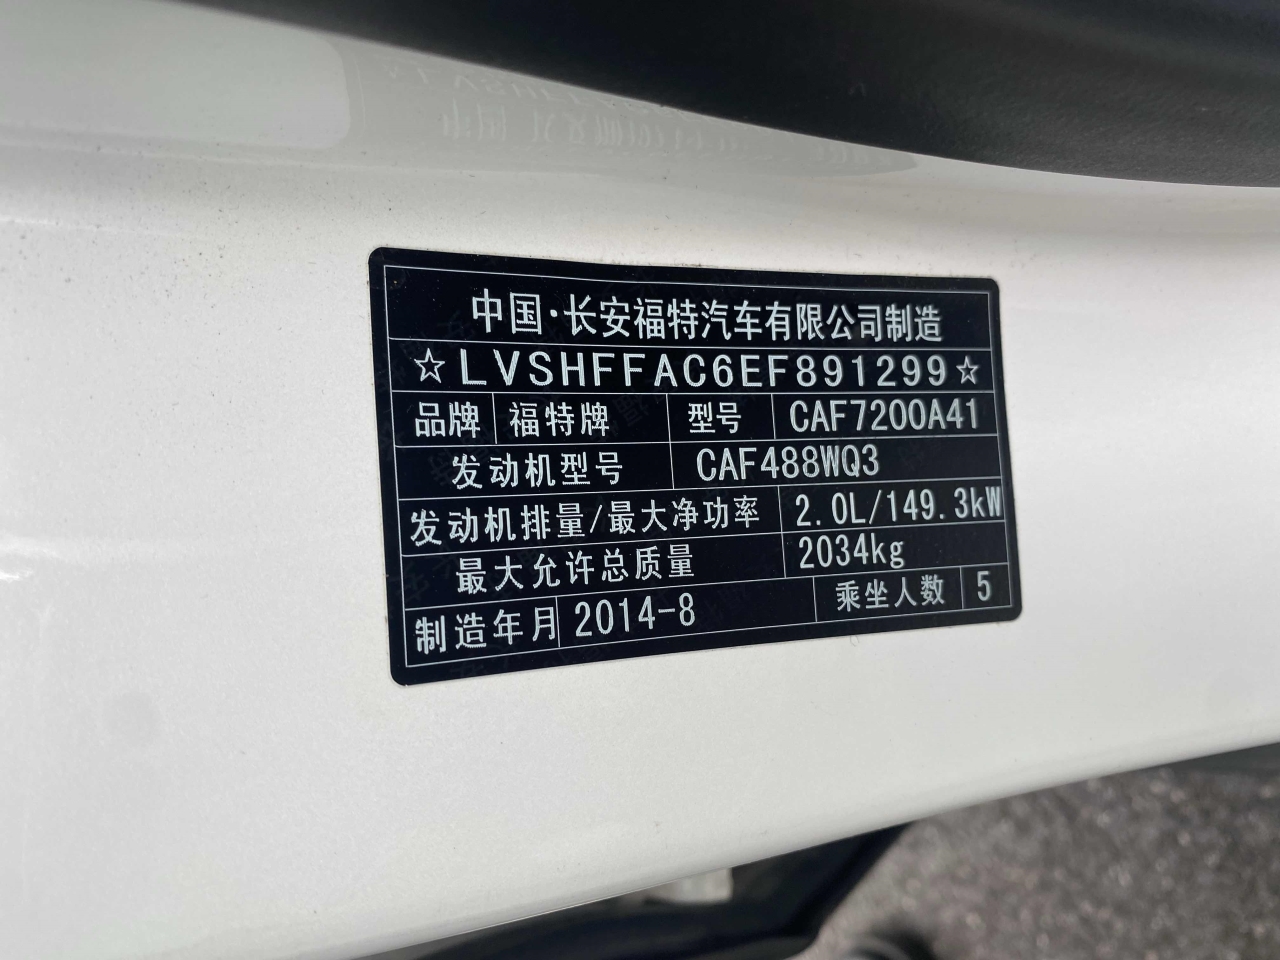 中国·长安福特汽车有限公司制造
☆LVSHFFAC6EF891299☆
品牌 福特牌 型号 CAF7200A41
发动机型号 CAF488WQ3
发动机排量/最大净功率 2.0L/149.3kW
最大允许总质量 2034kg
制造年月 2014-8 乘坐人数 5